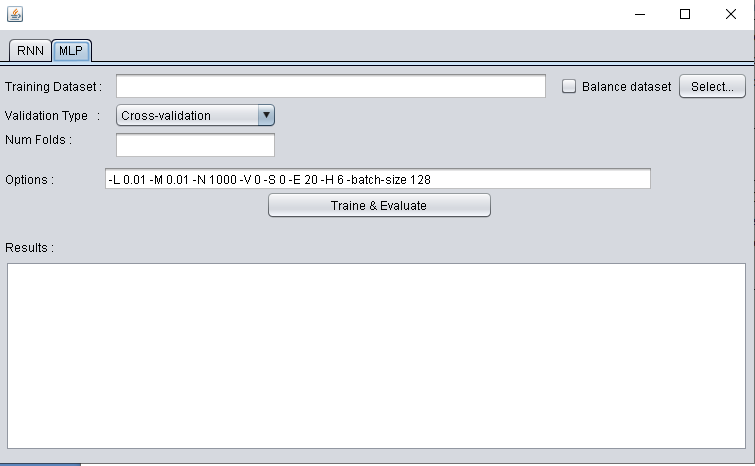 RNN MLP
Training Dataset : Balance dataset Select...
Validation Type : Cross-validation
Num Folds :
Options : -L 0.01 -M 0.01 -N 1000 -V 0 -S 0 -E 20 -H 6 -batch-size 128
Traine & Evaluate
Results :